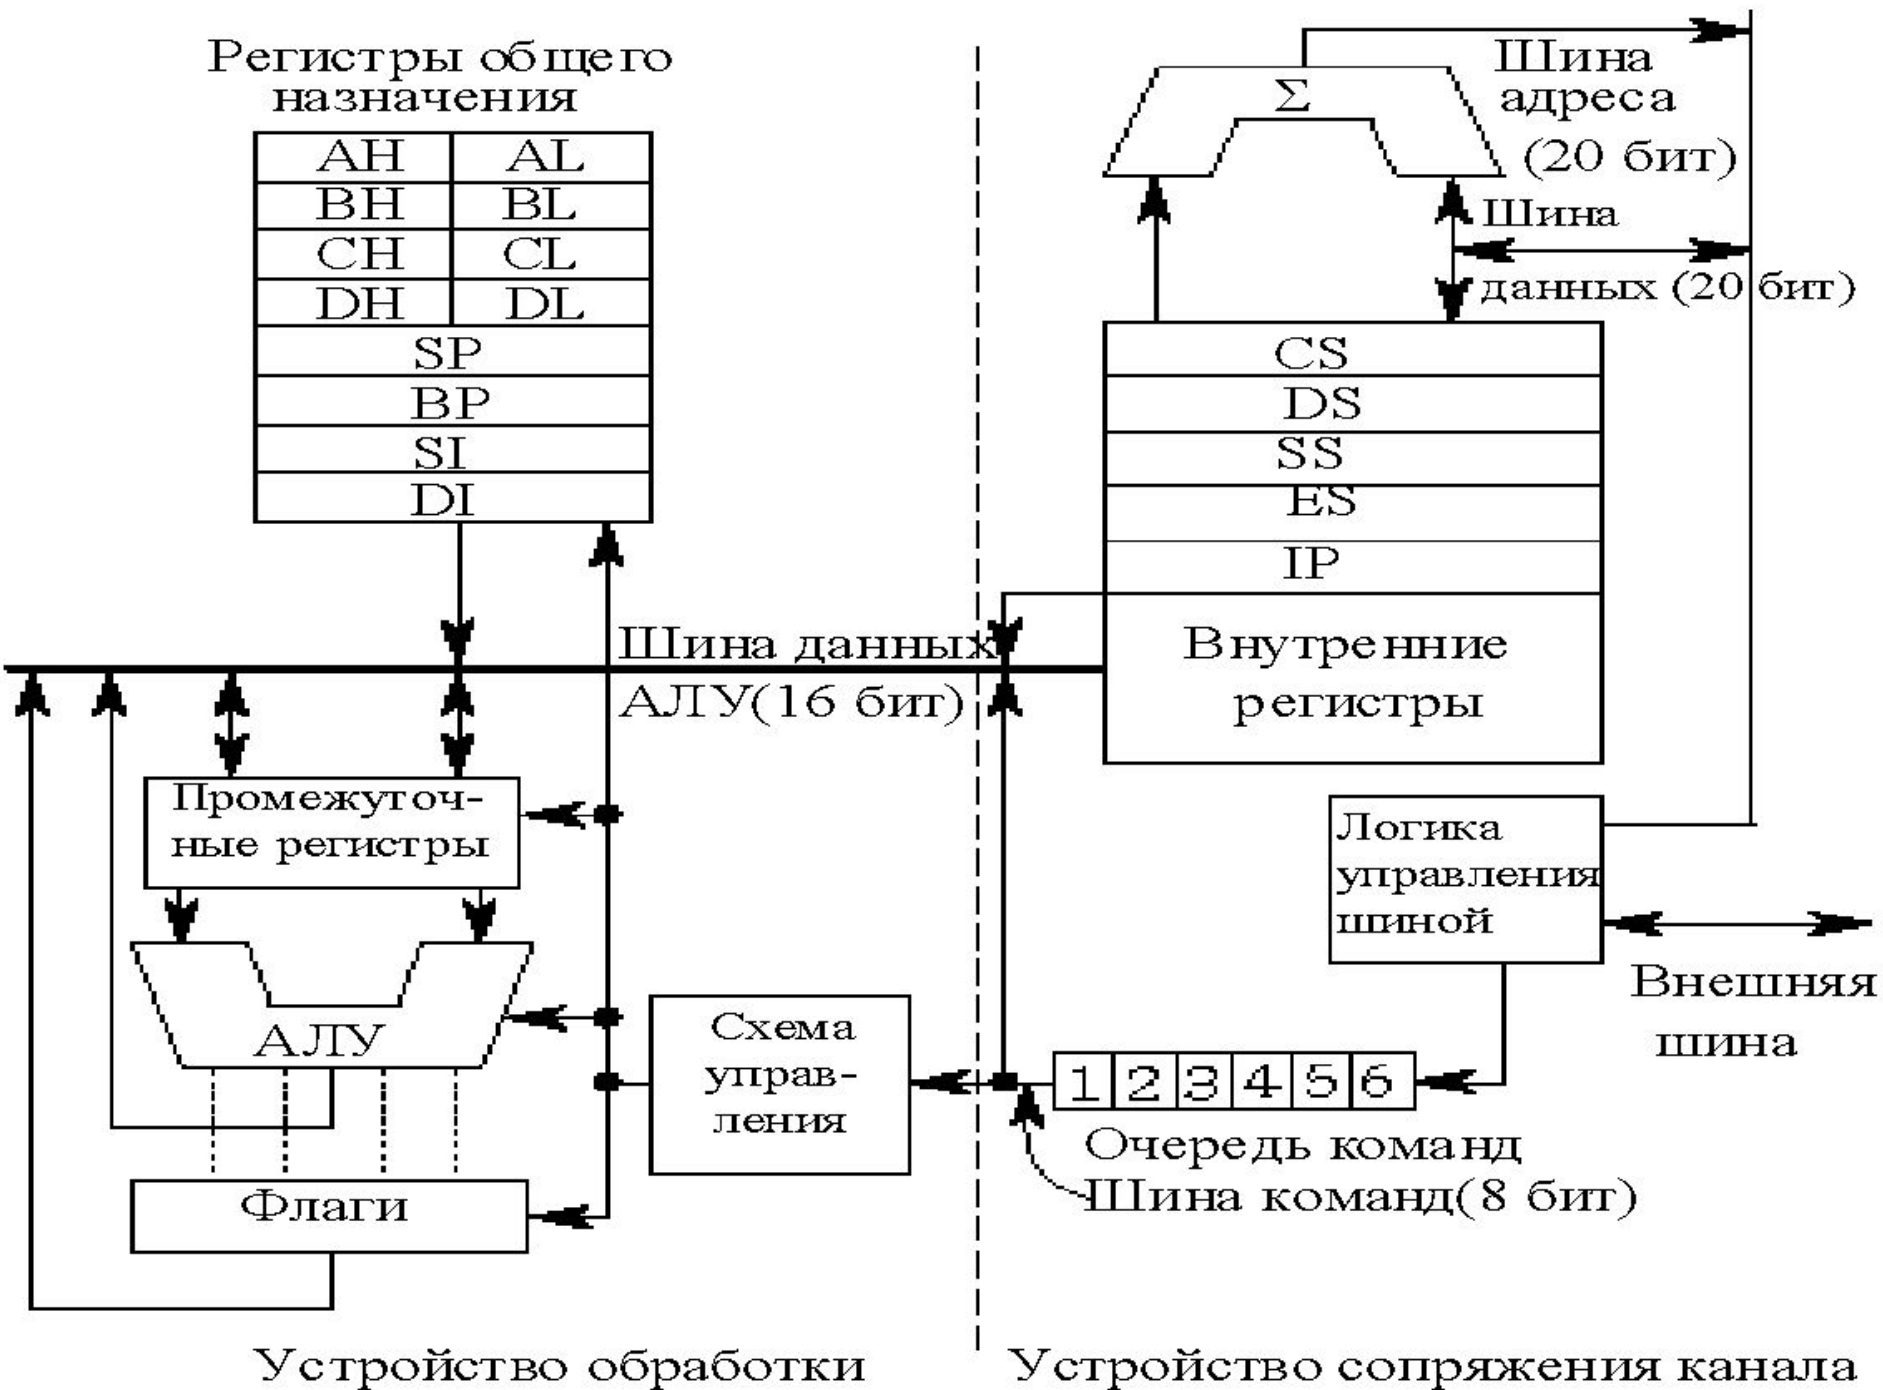 Регистры общего
назначения
AH AL
BH BL
CH CL
DH DL
SP
BP
SI
DI
Шина данных
АЛУ(16 бит)
Промежуточ-
ные регистры
АЛУ
Флаги
Схема
управ-
ления
Устройство обработки
Σ
Шина
адреса
(20 бит)
Шина
данных (20 бит)
CS
DS
SS
ES
IP
Внутренние
регистры
Логика
управления
шиной
Внешняя
шина
1 2 3 4 5 6
Очередь команд
Шина команд(8 бит)
Устройство сопряжения канала